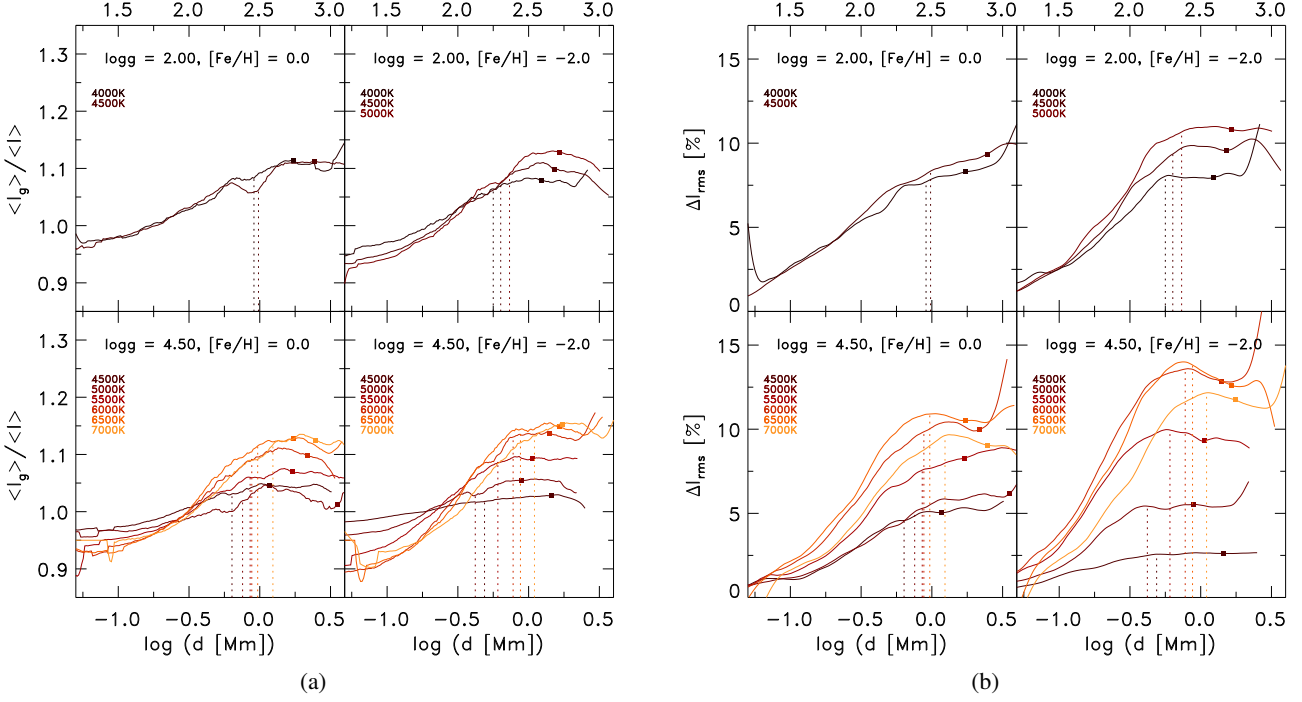 1.5 2.0 2.5 3.0 1.5 2.0 2.5 3.0
1.5 2.0 2.5 3.0 1.5 2.0 2.5 3.0
<I_g>/<I>
1.3
1.2
1.1
1.0
0.9
logg = 2.00, [Fe/H] = 0.0
4000K
4500K
logg = 2.00, [Fe/H] = −2.0
4000K
4500K
5000K
ΔI_rms [%]
15
10
5
0
logg = 2.00, [Fe/H] = 0.0
4000K
4500K
logg = 2.00, [Fe/H] = −2.0
4000K
4500K
5000K
<I_g>/<I>
1.3
1.2
1.1
1.0
0.9
logg = 4.50, [Fe/H] = 0.0
4500K
5000K
5500K
6000K
6500K
7000K
logg = 4.50, [Fe/H] = −2.0
4500K
5000K
5500K
6000K
6500K
7000K
ΔI_rms [%]
15
10
5
0
logg = 4.50, [Fe/H] = 0.0
4500K
5000K
5500K
6000K
6500K
7000K
logg = 4.50, [Fe/H] = −2.0
4500K
5000K
5500K
6000K
6500K
7000K
−1.0 −0.5 0.0 0.5 −1.0 −0.5 0.0 0.5
log (d [Mm]) log (d [Mm])
−1.0 −0.5 0.0 0.5 −1.0 −0.5 0.0 0.5
log (d [Mm]) log (d [Mm])
(a)
(b)